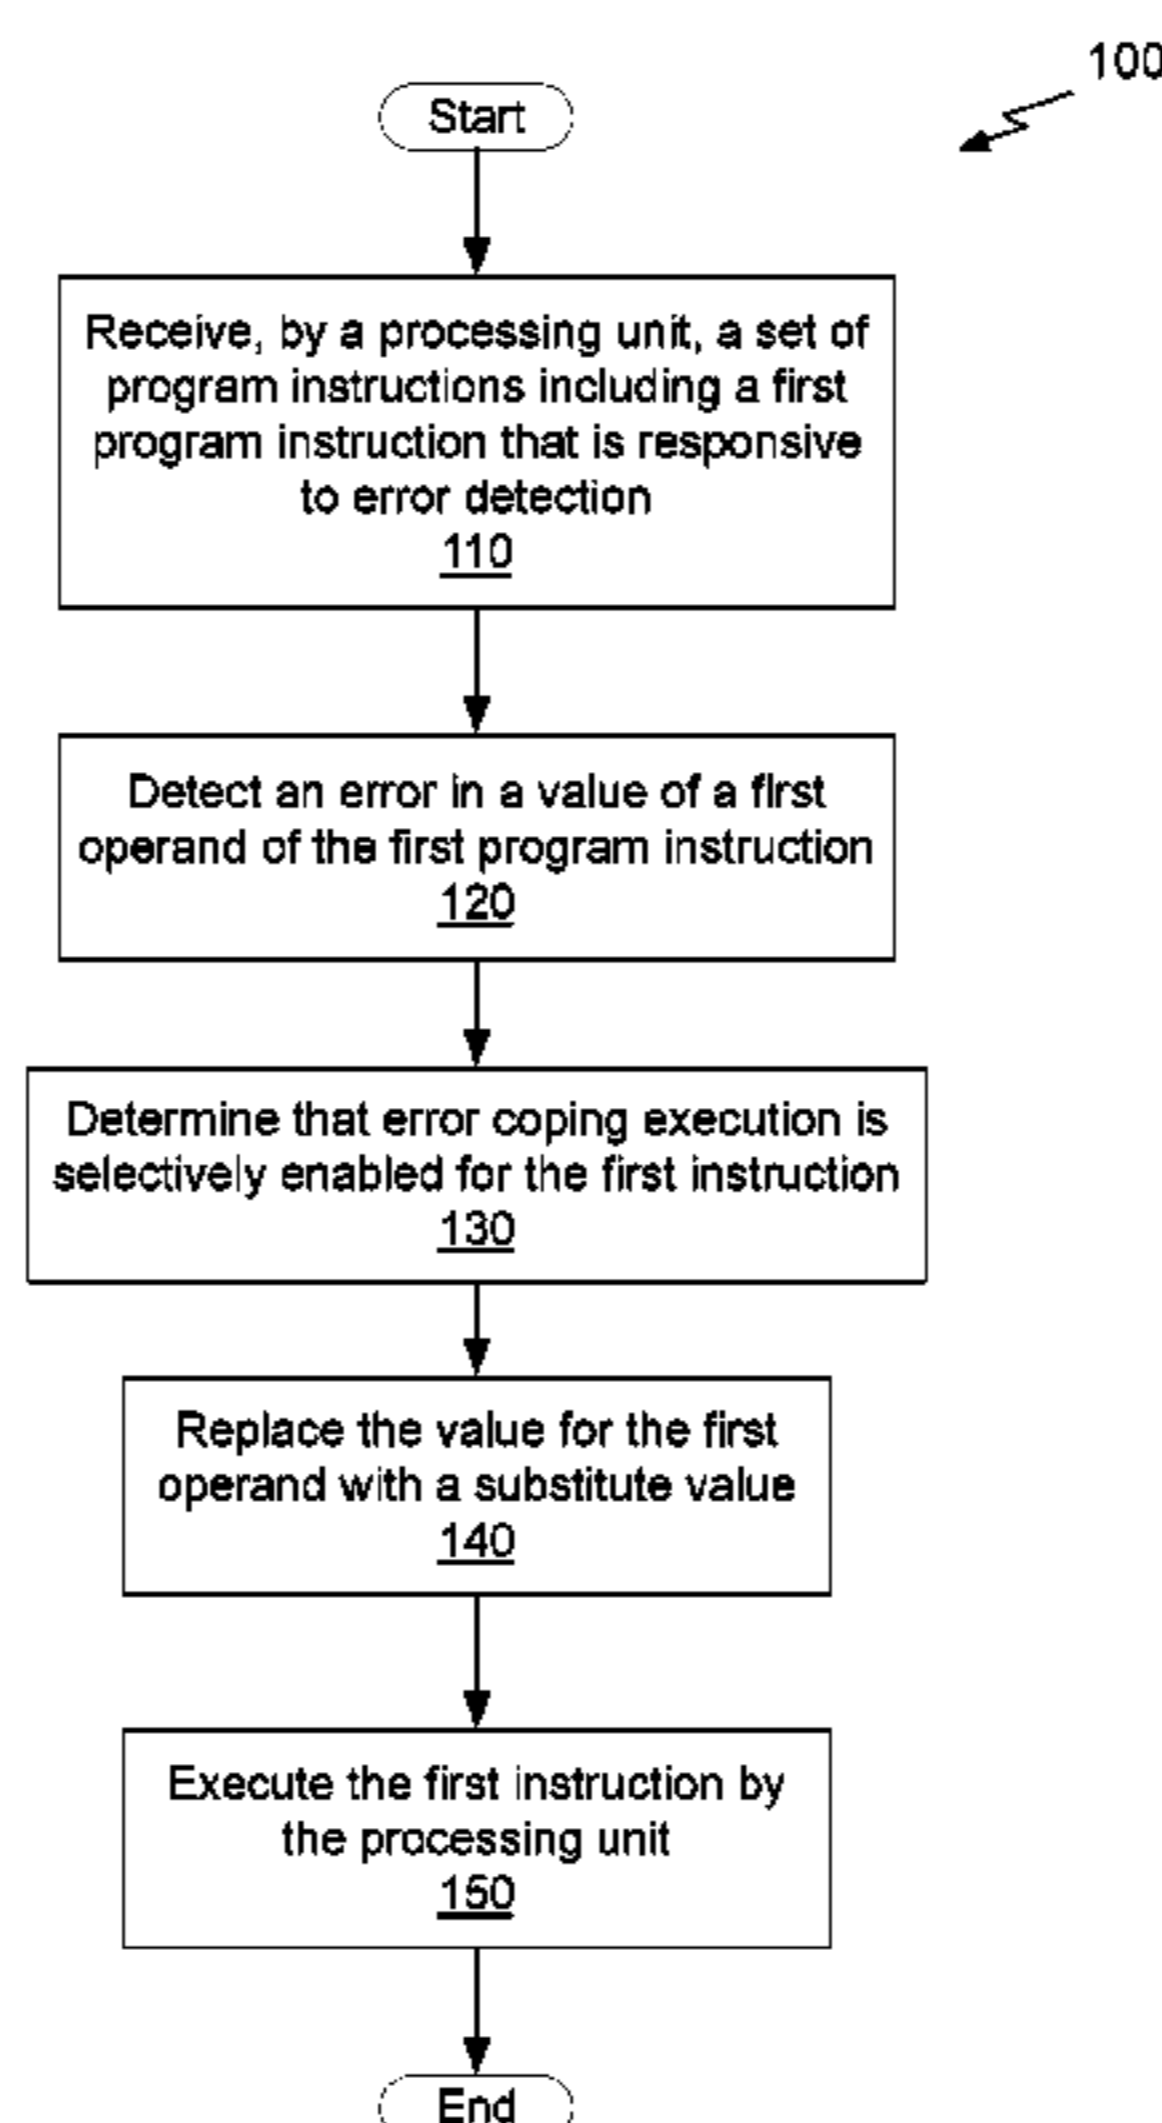 100
Start
Receive, by a processing unit, a set of
program instructions including a first
program instruction that is responsive
to error detection
110
Detect an error in a value of a first
operand of the first program instruction
120
Determine that error coping execution is
selectively enabled for the first instruction
130
Replace the value for the first
operand with a substitute value
140
Execute the first instruction by
the processing unit
150
End